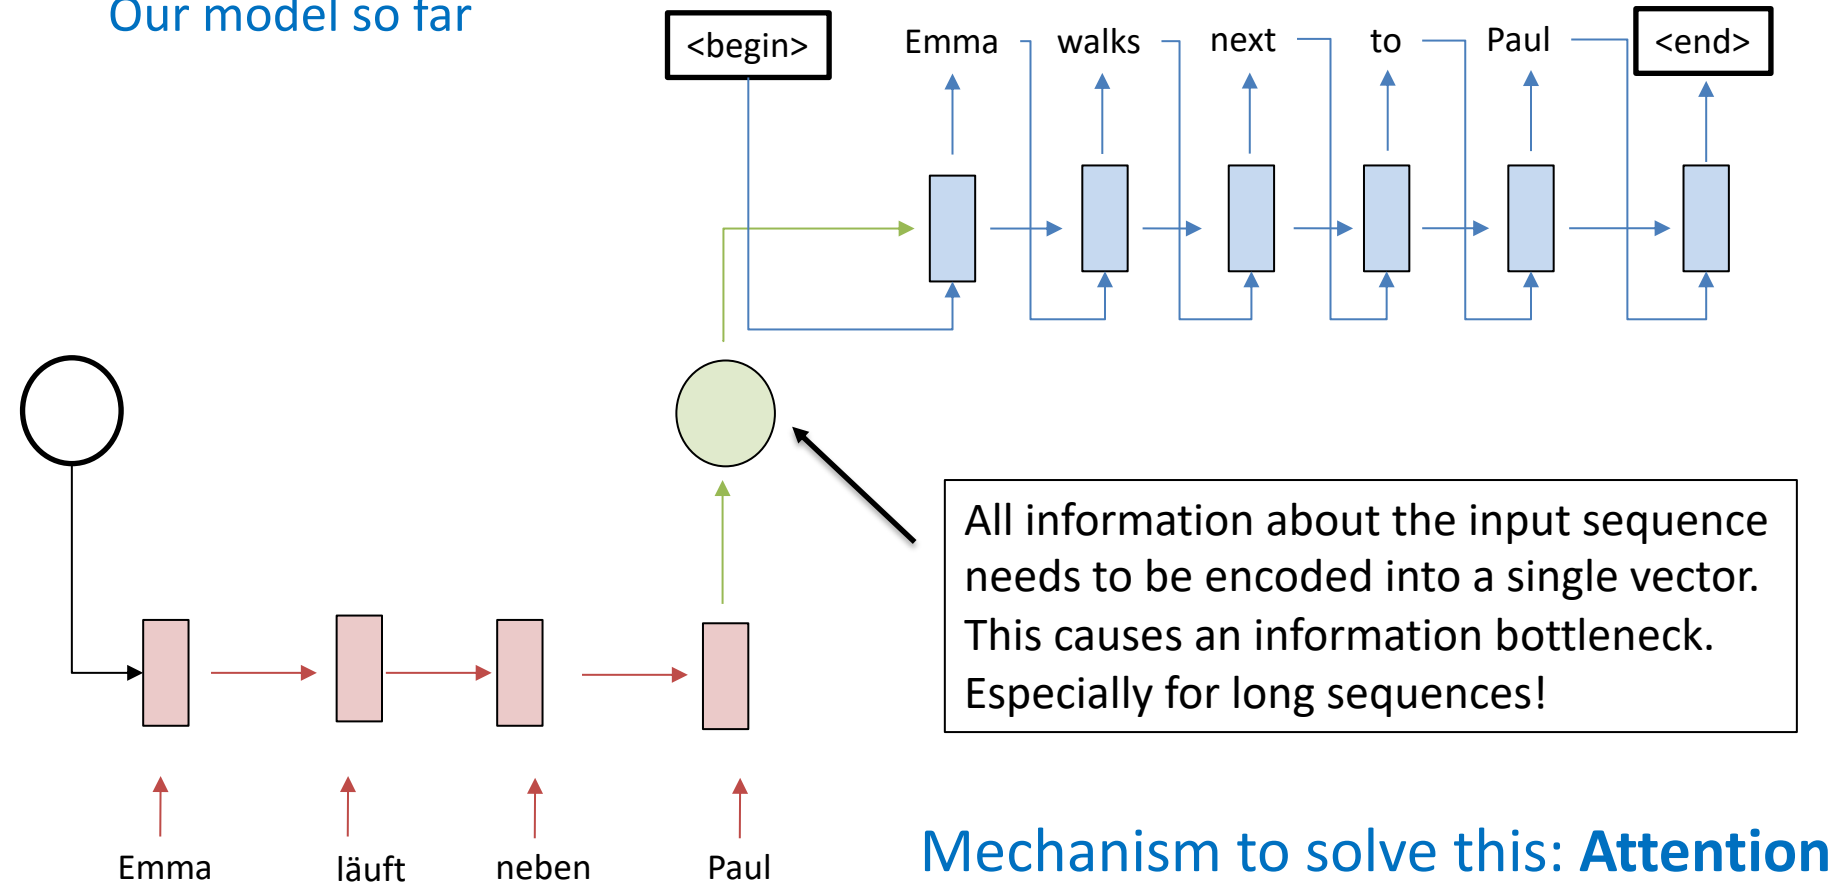 Our model so far
<begin> Emma walks next to Paul <end>
All information about the input sequence
needs to be encoded into a single vector.
This causes an information bottleneck.
Especially for long sequences!
Emma läuft neben Paul
Mechanism to solve this: Attention